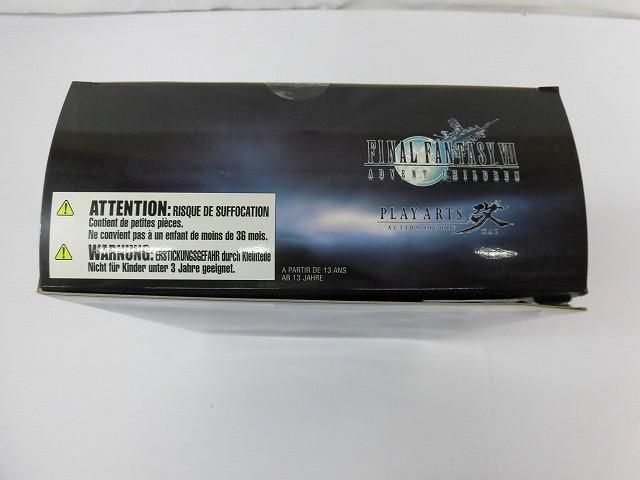 FINAL FANTASY VII
ADVENT CHILDREN
PLAY ARTS 改
ACTION FIGURE KAI
ATTENTION: RISQUE DE SUFFOCATION
Contient de petites pièces.
Ne convient pas à un enfant de moins de 36 mois.
WARNUNG: ERSTICKUNGSGEFAHR durch Kleinteile
Nicht für Kinder unter 3 Jahre geeignet.
A PARTIR DE 13 ANS
AB 13 JAHRE